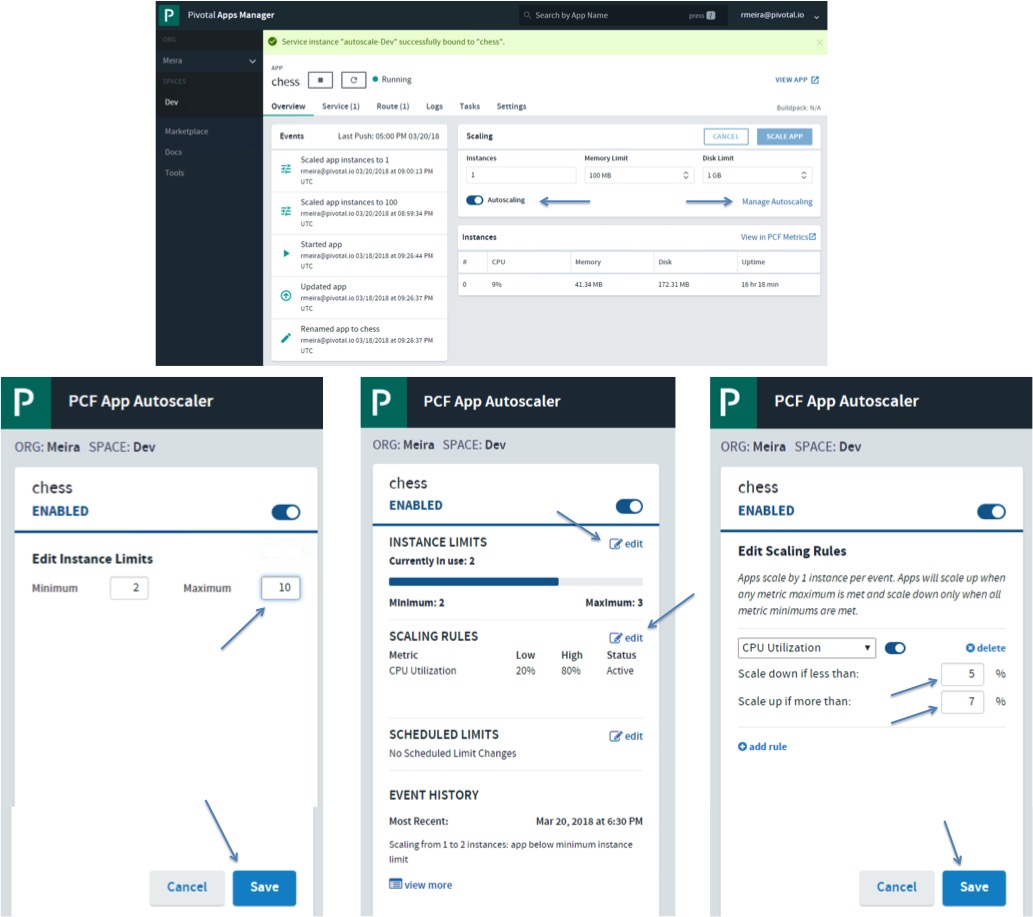 P Pivotal Apps Manager
Search by App Name press /
rmeira@pivotal.io
ORG
Meira
SPACES
Dev
Marketplace
Docs
Tools
Service instance "autoscale-Dev" successfully bound to "chess".
APP
chess
Running
VIEW APP
Overview Service (1) Route (1) Logs Tasks Settings
Buildpack: N/A
Events Last Push: 05:00 PM 03/20/18
Scaled app instances to 1
rmeira@pivotal.io 03/20/2018 at 09:00:13 PM
UTC
Scaled app instances to 100
rmeira@pivotal.io 03/20/2018 at 08:59:34 PM
UTC
Started app
rmeira@pivotal.io 03/18/2018 at 09:26:44 PM
UTC
Updated app
rmeira@pivotal.io 03/18/2018 at 09:26:37 PM
UTC
Renamed app to chess
rmeira@pivotal.io 03/18/2018 at 09:26:37 PM
UTC
Scaling CANCEL SCALE APP
Instances Memory Limit Disk Limit
1 100 MB 1 GB
Autoscaling Manage Autoscaling
Instances View in PCF Metrics
# CPU Memory Disk Uptime
0 9% 41.34 MB 172.31 MB 16 hr 18 min
P PCF App Autoscaler
ORG: Meira SPACE: Dev
chess
ENABLED
Edit Instance Limits
Minimum 2 Maximum 10
Cancel Save
P PCF App Autoscaler
ORG: Meira SPACE: Dev
chess
ENABLED
INSTANCE LIMITS edit
Currently in use: 2
Minimum: 2 Maximum: 3
SCALING RULES edit
Metric Low High Status
CPU Utilization 20% 80% Active
SCHEDULED LIMITS edit
No Scheduled Limit Changes
EVENT HISTORY
Most Recent: Mar 20, 2018 at 6:30 PM
Scaling from 1 to 2 instances: app below minimum instance
limit
view more
P PCF App Autoscaler
ORG: Meira SPACE: Dev
chess
ENABLED
Edit Scaling Rules
Apps scale by 1 instance per event. Apps will scale up when
any metric maximum is met and scale down only when all
metric minimums are met.
CPU Utilization delete
Scale down if less than: 5 %
Scale up if more than: 7 %
add rule
Cancel Save